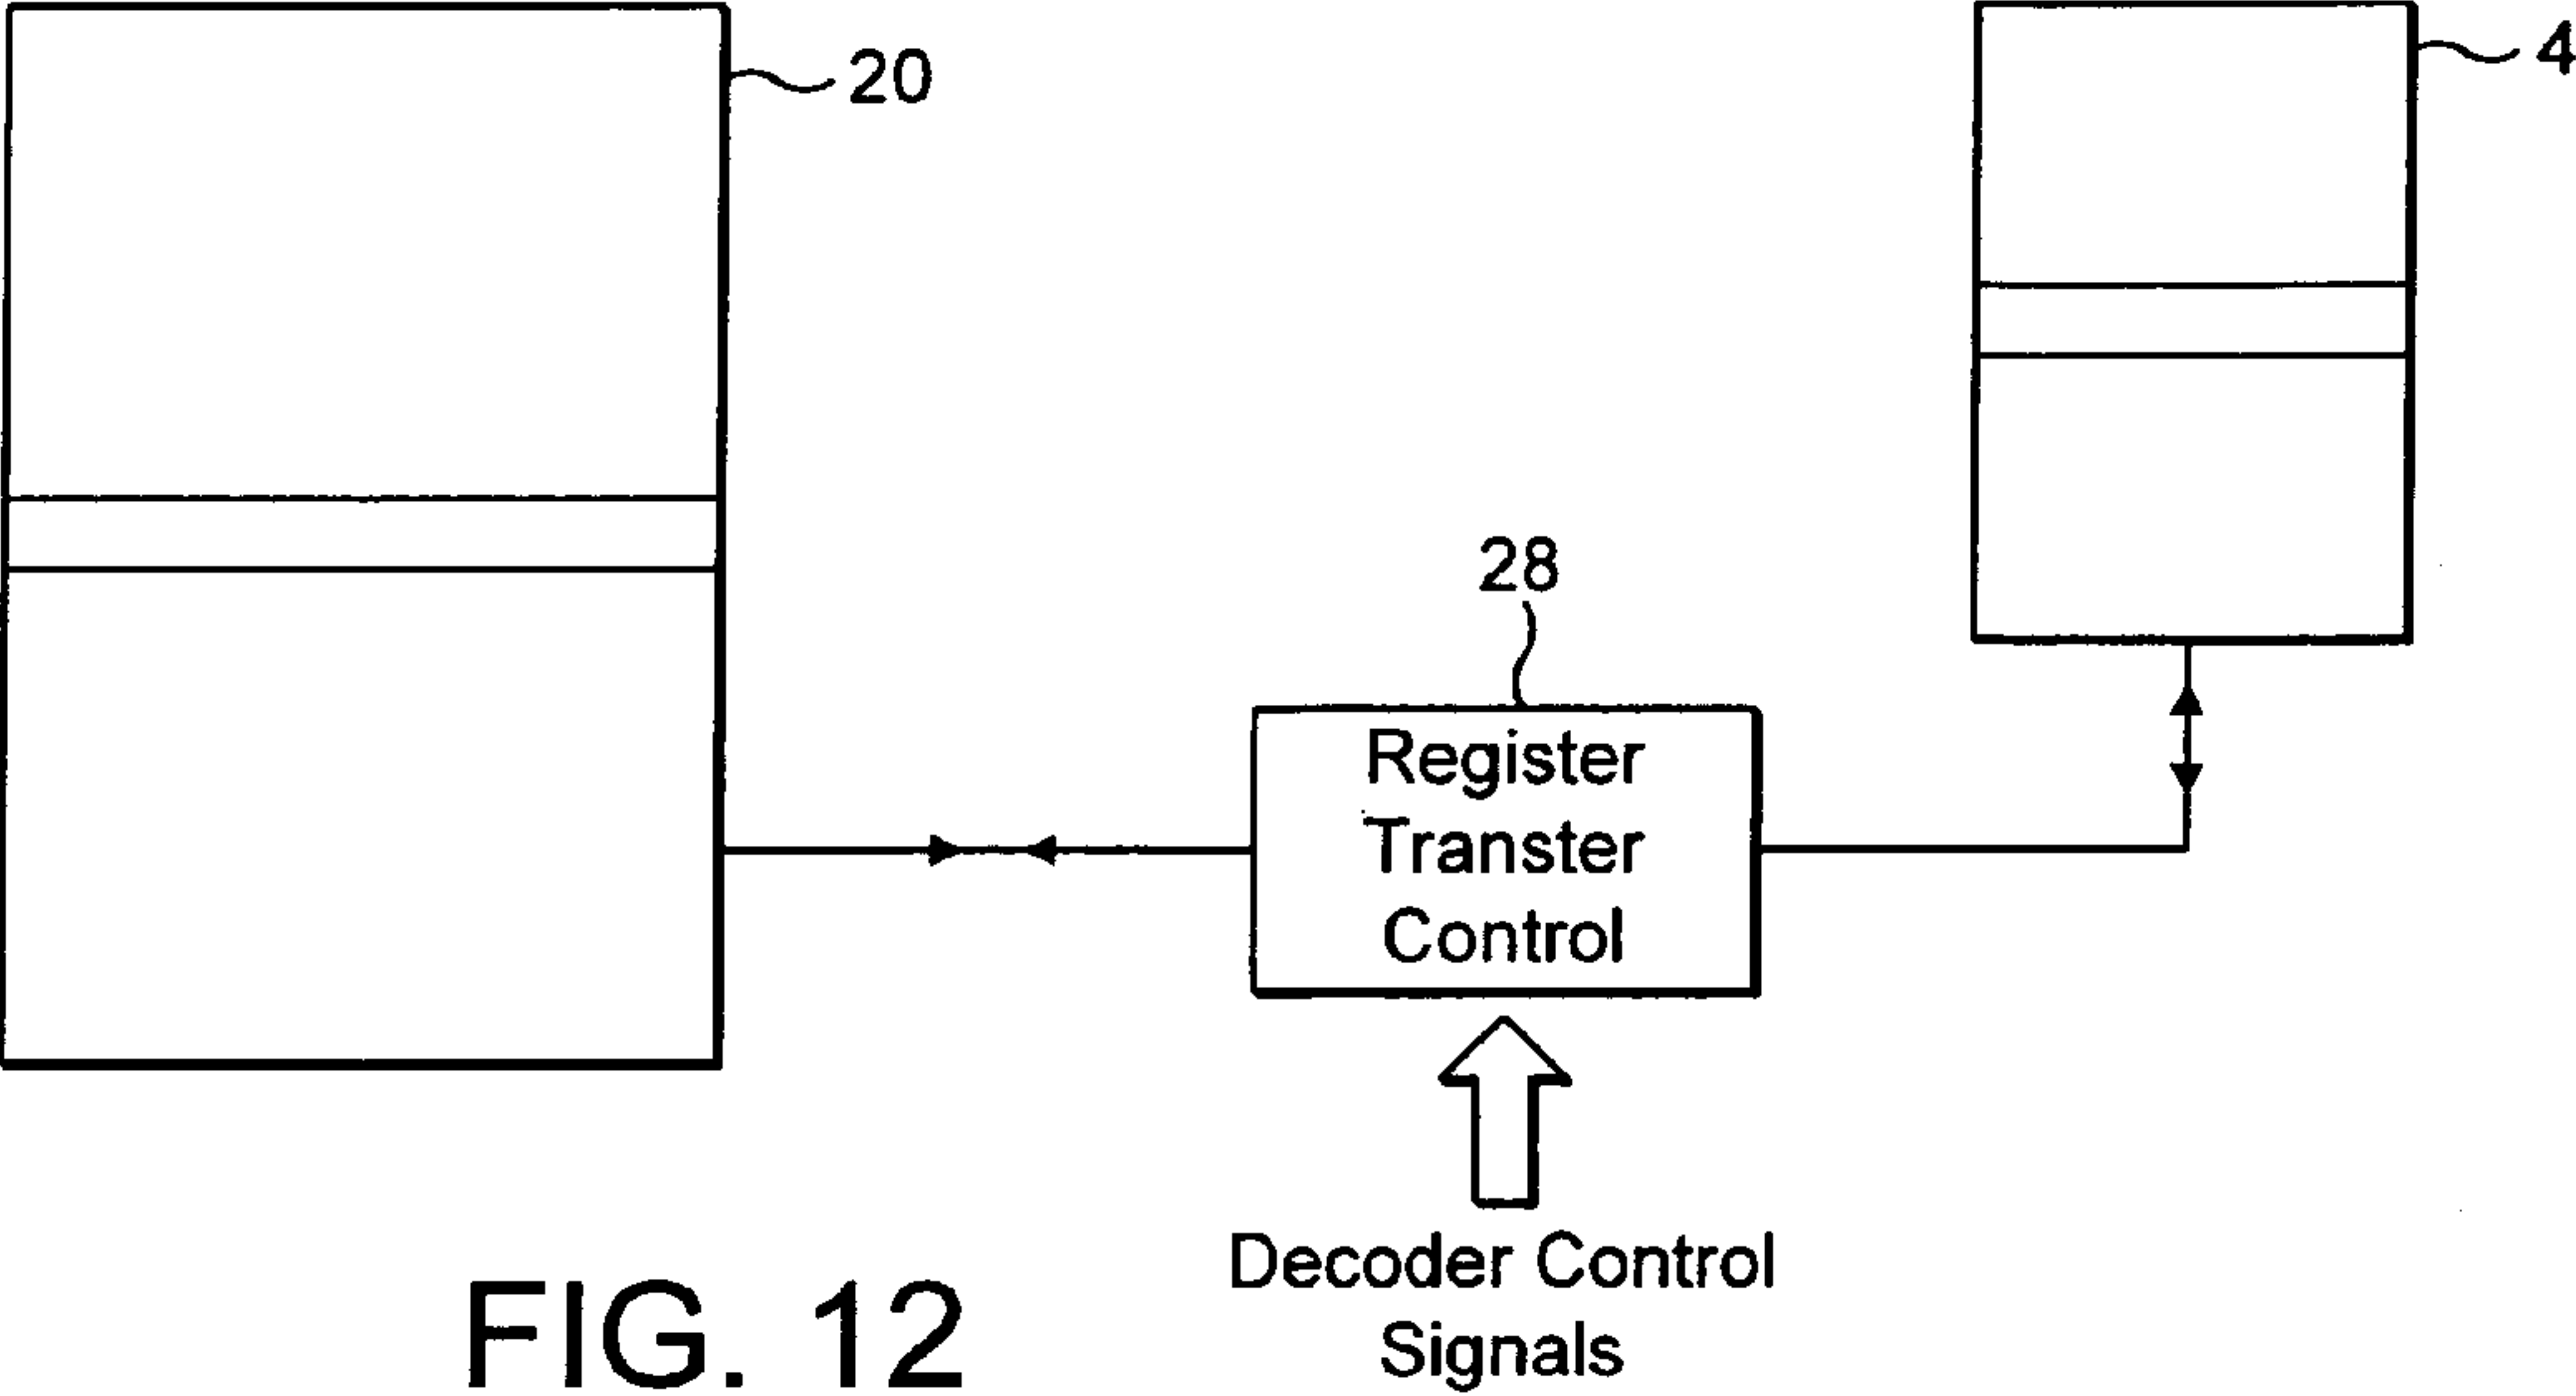 20
4
28
Register
Transter
Control
Decoder Control
Signals
FIG. 12